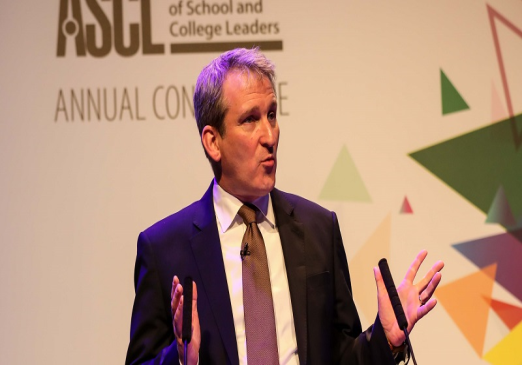 ASCL
of School and
College Leaders
ANNUAL CON E